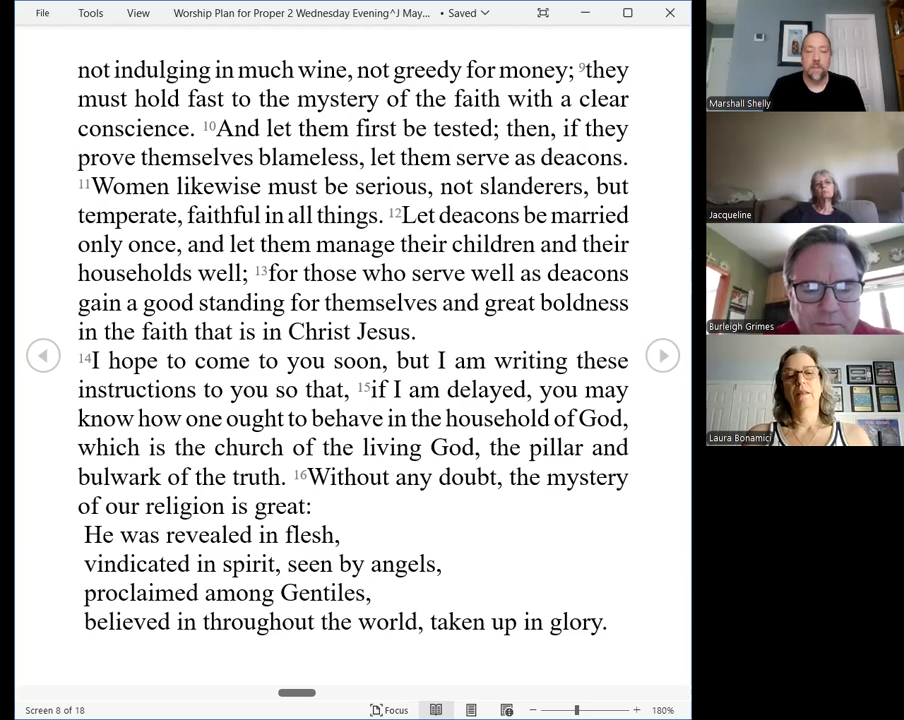 File Tools View Worship Plan for Proper 2 Wednesday Evening^J May... • Saved
not indulging in much wine, not greedy for money; 9they
must hold fast to the mystery of the faith with a clear
conscience. 10And let them first be tested; then, if they
prove themselves blameless, let them serve as deacons.
11Women likewise must be serious, not slanderers, but
temperate, faithful in all things. 12Let deacons be married
only once, and let them manage their children and their
households well; 13for those who serve well as deacons
gain a good standing for themselves and great boldness
in the faith that is in Christ Jesus.
14I hope to come to you soon, but I am writing these
instructions to you so that, 15if I am delayed, you may
know how one ought to behave in the household of God,
which is the church of the living God, the pillar and
bulwark of the truth. 16Without any doubt, the mystery
of our religion is great:
He was revealed in flesh,
vindicated in spirit, seen by angels,
proclaimed among Gentiles,
believed in throughout the world, taken up in glory.
Screen 8 of 18 Focus 180%
Marshall Shelly
Jacqueline
Burleigh Grimes
Laura Bonamici